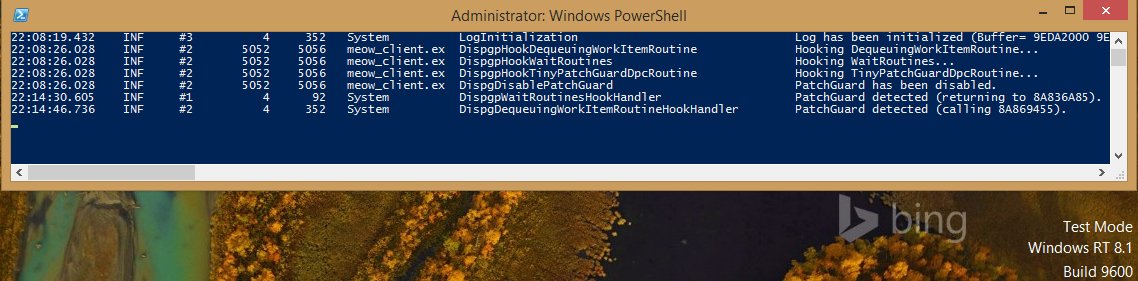 Administrator: Windows PowerShell
22:08:19.432 INF #3 4 352 System LogInitialization Log has been initialized (Buffer= 9EDA2000 9E
22:08:26.028 INF #2 5052 5056 meow_client.ex DispgpHookDequeuingWorkItemRoutine Hooking DequeuingWorkItemRoutine...
22:08:26.028 INF #2 5052 5056 meow_client.ex DispgpHookWaitRoutines Hooking WaitRoutines...
22:08:26.028 INF #2 5052 5056 meow_client.ex DispgpHookTinyPatchGuardDpcRoutine Hooking TinyPatchGuardDpcRoutine...
22:08:26.028 INF #2 5052 5056 meow_client.ex DispgDisablePatchGuard PatchGuard has been disabled.
22:14:30.605 INF #1 4 92 System DispgpWaitRoutinesHookHandler PatchGuard detected (returning to 8A836A85).
22:14:46.736 INF #2 4 352 System DispgpDequeuingWorkItemRoutineHookHandler PatchGuard detected (calling 8A869455).
bing
Test Mode
Windows RT 8.1
Build 9600